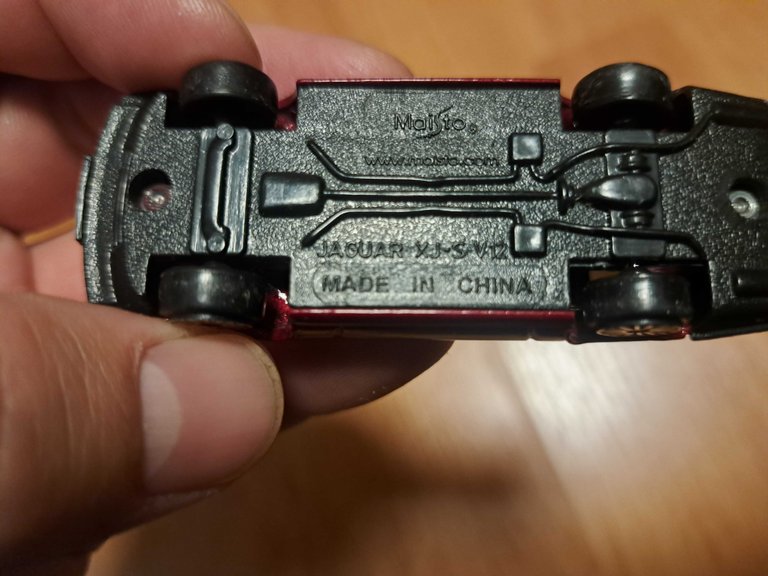 Maisto®
www.maisto.com
JAGUAR XJ-S V12
MADE IN CHINA